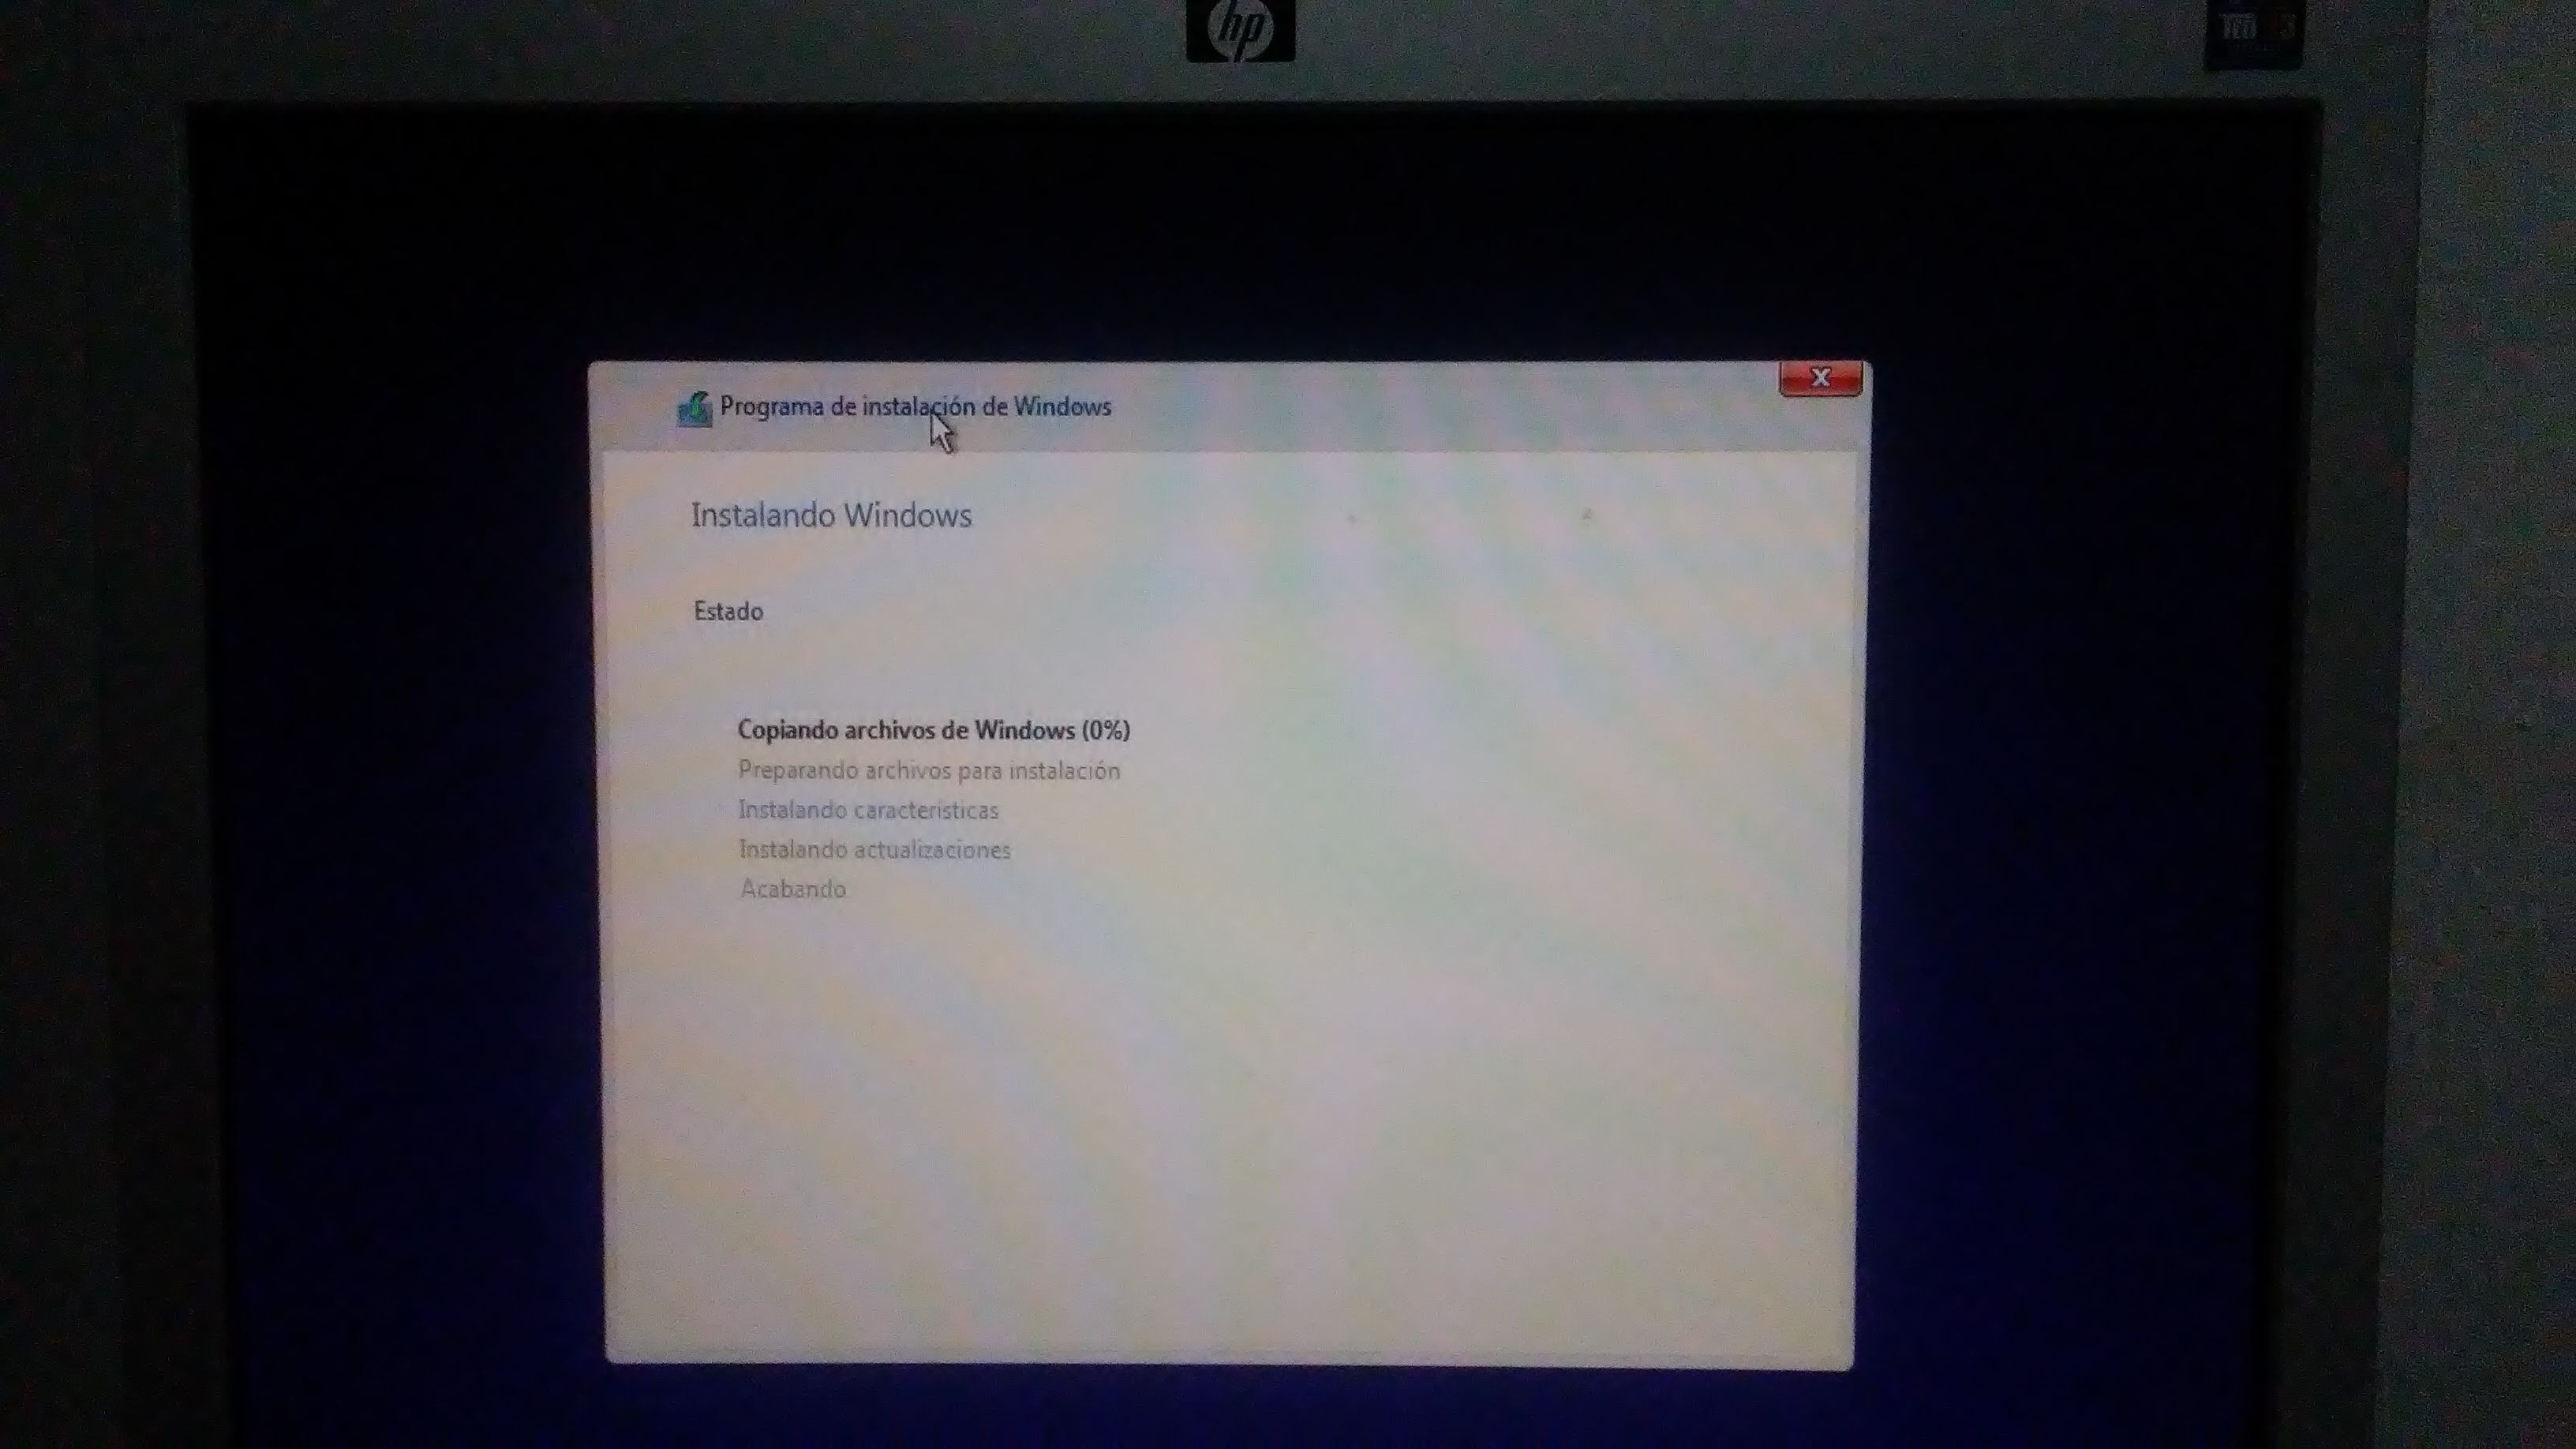 hp
Programa de instalación de Windows
Instalando Windows
Estado
Copiando archivos de Windows (0%)
Preparando archivos para instalación
Instalando características
Instalando actualizaciones
Acabando